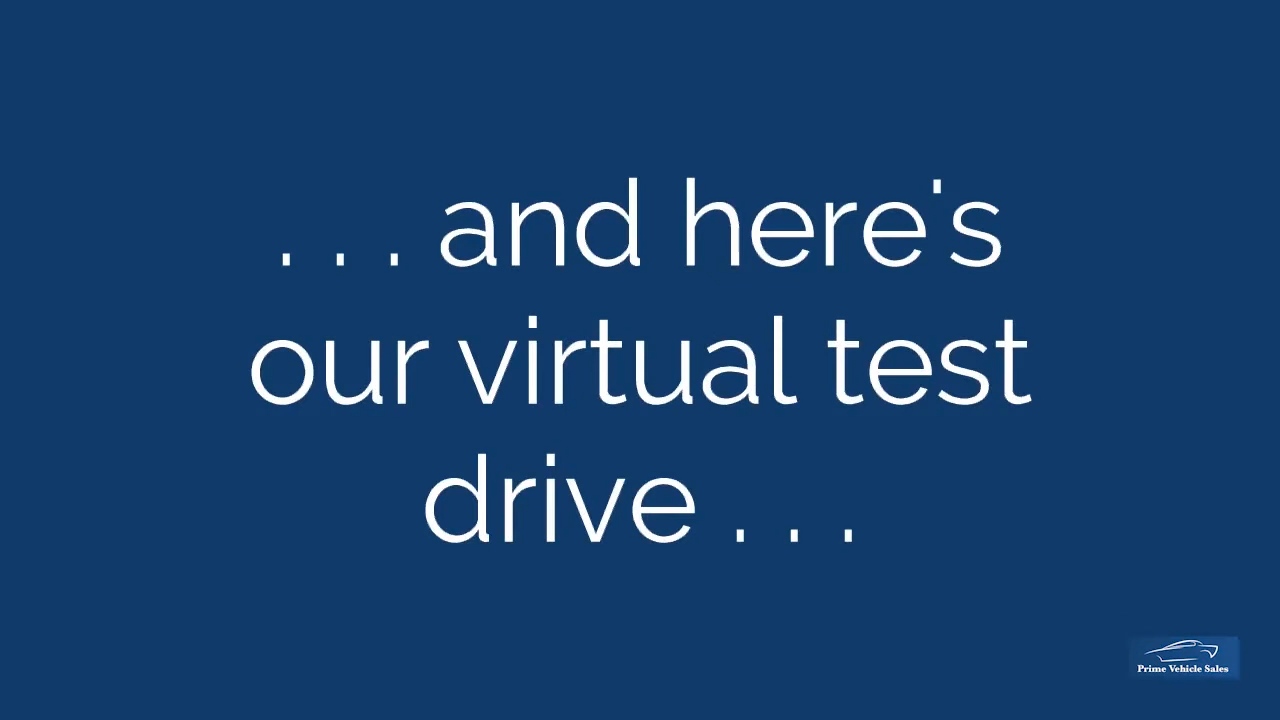 . . . and here's
our virtual test
drive . . .
Prime Vehicle Sales